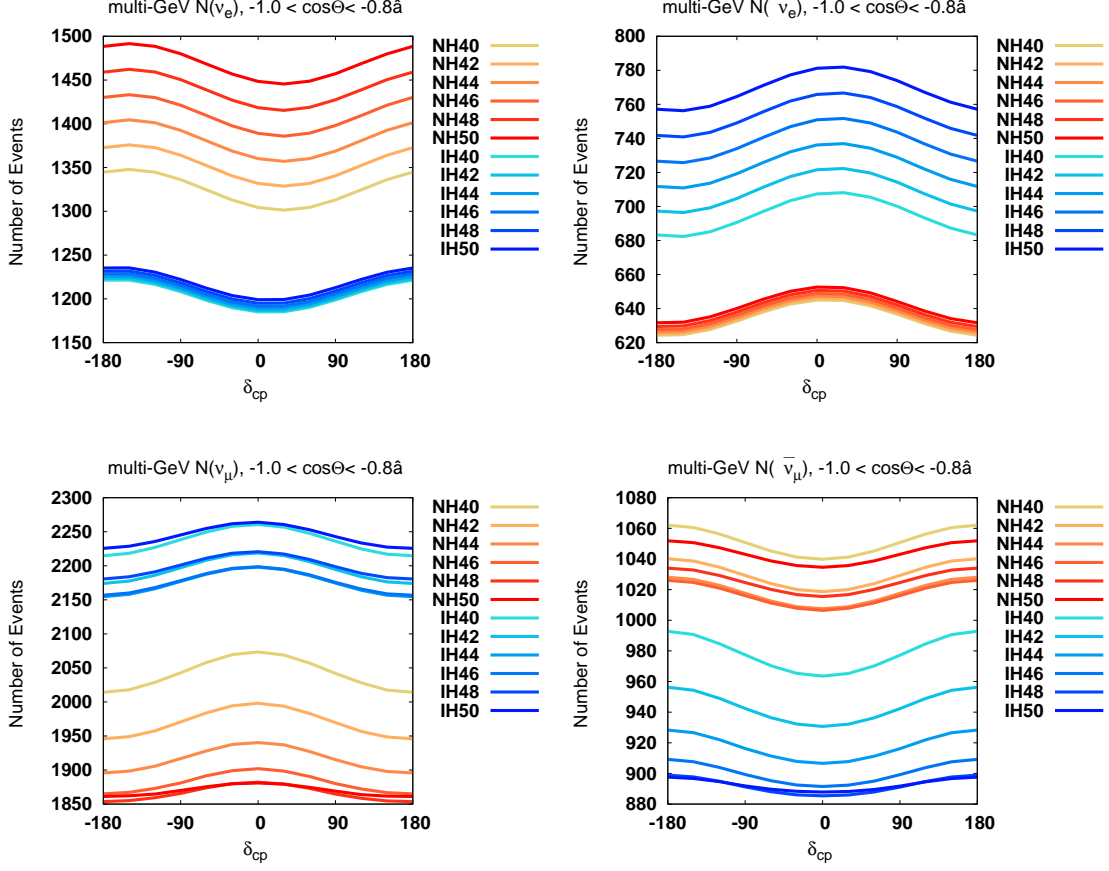 multi-GeV N(νe), -1.0 < cosΘ< -0.8â
1500
1450
1400
1350
1300
1250
1200
1150
-180 -90 0 90 180
Number of Events
δcp
NH40
NH42
NH44
NH46
NH48
NH50
IH40
IH42
IH44
IH46
IH48
IH50
multi-GeV N( νe), -1.0 < cosΘ< -0.8â
800
780
760
740
720
700
680
660
640
620
-180 -90 0 90 180
Number of Events
δcp
NH40
NH42
NH44
NH46
NH48
NH50
IH40
IH42
IH44
IH46
IH48
IH50
multi-GeV N(νμ), -1.0 < cosΘ< -0.8â
2300
2250
2200
2150
2100
2050
2000
1950
1900
1850
-180 -90 0 90 180
Number of Events
δcp
NH40
NH42
NH44
NH46
NH48
NH50
IH40
IH42
IH44
IH46
IH48
IH50
multi-GeV N( ν̅μ), -1.0 < cosΘ< -0.8â
1080
1060
1040
1020
1000
980
960
940
920
900
880
-180 -90 0 90 180
Number of Events
δcp
NH40
NH42
NH44
NH46
NH48
NH50
IH40
IH42
IH44
IH46
IH48
IH50